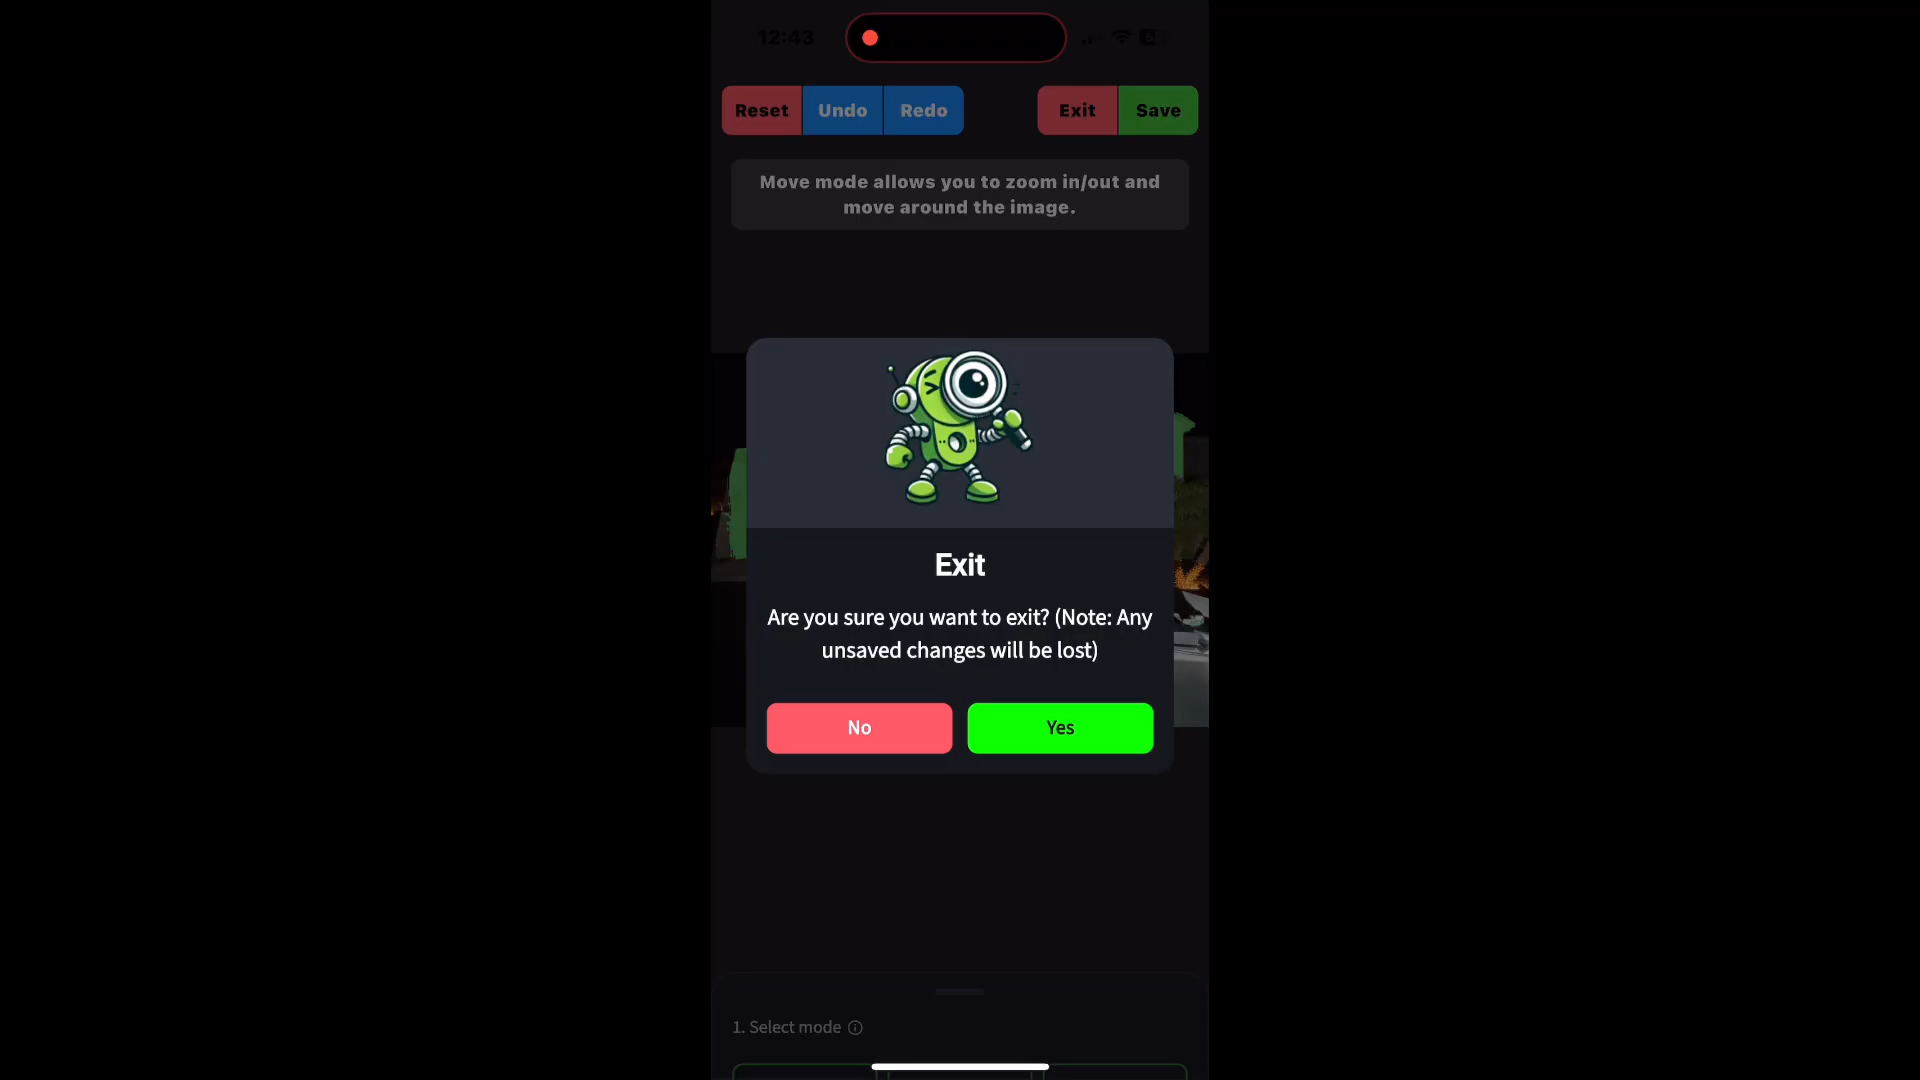 12:43
Reset Undo Redo Exit Save
Move mode allows you to zoom in/out and
move around the image.
Exit
Are you sure you want to exit? (Note: Any
unsaved changes will be lost)
No Yes
1. Select mode